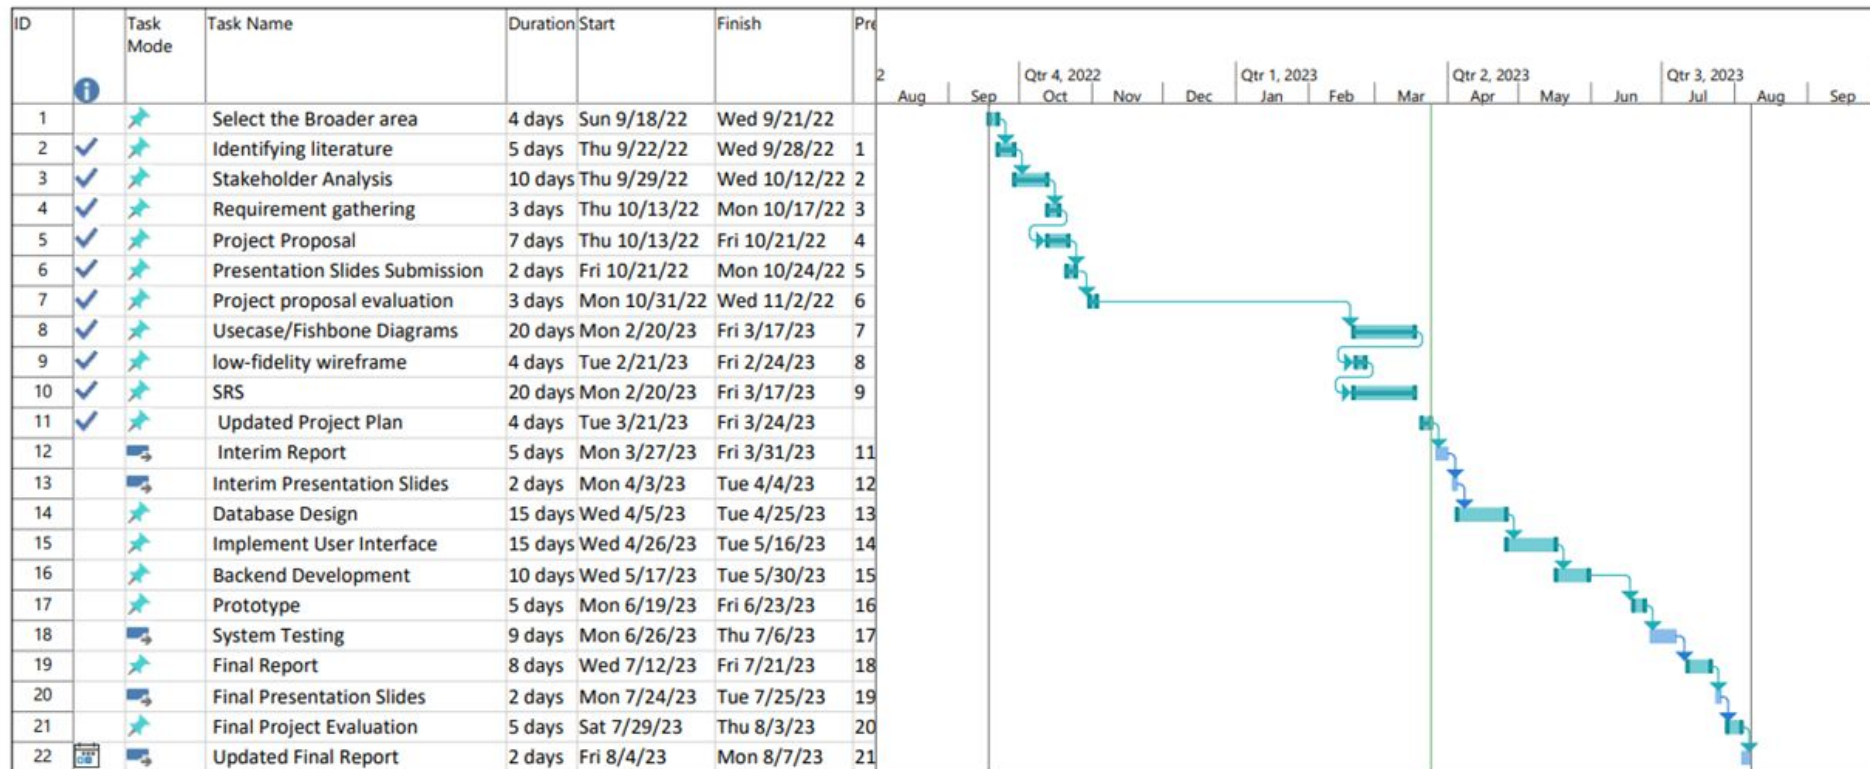 ID Task Mode Task Name Duration Start Finish Pre
2 Qtr 4, 2022 Qtr 1, 2023 Qtr 2, 2023 Qtr 3, 2023
Aug Sep Oct Nov Dec Jan Feb Mar Apr May Jun Jul Aug Sep
1 Select the Broader area 4 days Sun 9/18/22 Wed 9/21/22
2 Identifying literature 5 days Thu 9/22/22 Wed 9/28/22 1
3 Stakeholder Analysis 10 days Thu 9/29/22 Wed 10/12/22 2
4 Requirement gathering 3 days Thu 10/13/22 Mon 10/17/22 3
5 Project Proposal 7 days Thu 10/13/22 Fri 10/21/22 4
6 Presentation Slides Submission 2 days Fri 10/21/22 Mon 10/24/22 5
7 Project proposal evaluation 3 days Mon 10/31/22 Wed 11/2/22 6
8 Usecase/Fishbone Diagrams 20 days Mon 2/20/23 Fri 3/17/23 7
9 low-fidelity wireframe 4 days Tue 2/21/23 Fri 2/24/23 8
10 SRS 20 days Mon 2/20/23 Fri 3/17/23 9
11 Updated Project Plan 4 days Tue 3/21/23 Fri 3/24/23
12 Interim Report 5 days Mon 3/27/23 Fri 3/31/23 11
13 Interim Presentation Slides 2 days Mon 4/3/23 Tue 4/4/23 12
14 Database Design 15 days Wed 4/5/23 Tue 4/25/23 13
15 Implement User Interface 15 days Wed 4/26/23 Tue 5/16/23 14
16 Backend Development 10 days Wed 5/17/23 Tue 5/30/23 15
17 Prototype 5 days Mon 6/19/23 Fri 6/23/23 16
18 System Testing 9 days Mon 6/26/23 Thu 7/6/23 17
19 Final Report 8 days Wed 7/12/23 Fri 7/21/23 18
20 Final Presentation Slides 2 days Mon 7/24/23 Tue 7/25/23 19
21 Final Project Evaluation 5 days Sat 7/29/23 Thu 8/3/23 20
22 Updated Final Report 2 days Fri 8/4/23 Mon 8/7/23 21